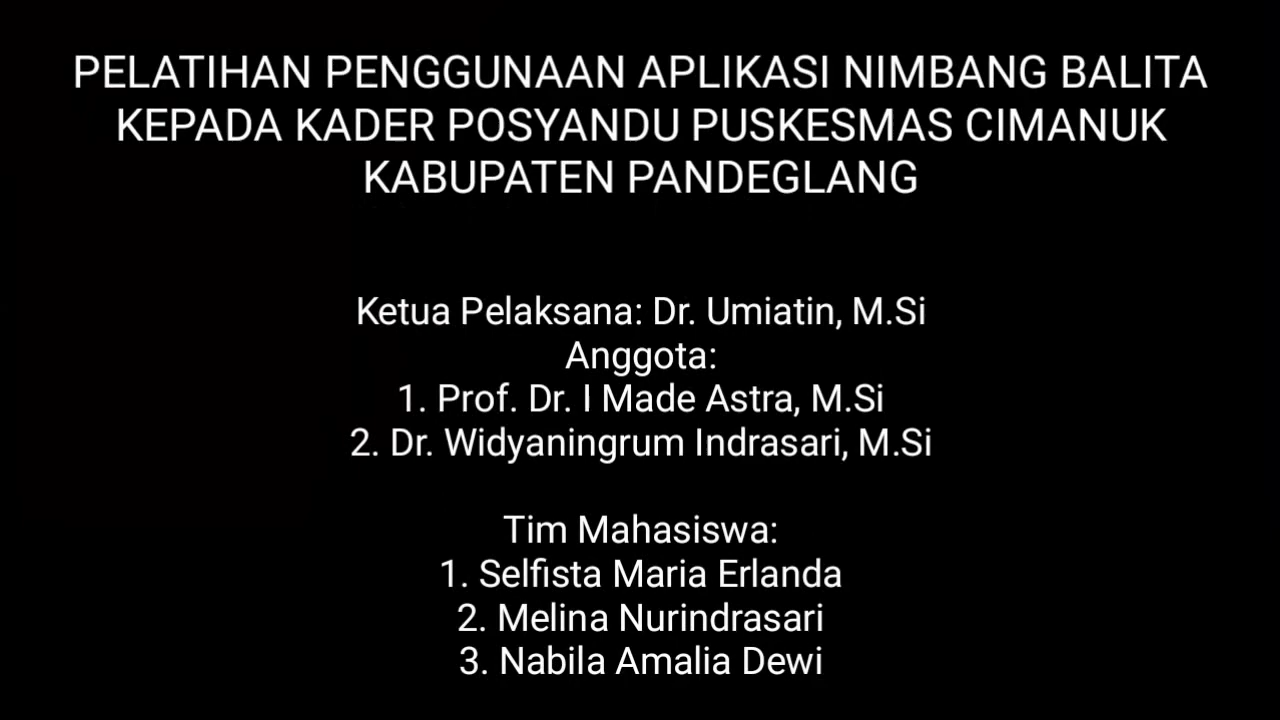 PELATIHAN PENGGUNAAN APLIKASI NIMBANG BALITA
KEPADA KADER POSYANDU PUSKESMAS CIMANUK
KABUPATEN PANDEGLANG
Ketua Pelaksana: Dr. Umiatin, M.Si
Anggota:
1. Prof. Dr. I Made Astra, M.Si
2. Dr. Widyaningrum Indrasari, M.Si
Tim Mahasiswa:
1. Selfista Maria Erlanda
2. Melina Nurindrasari
3. Nabila Amalia Dewi